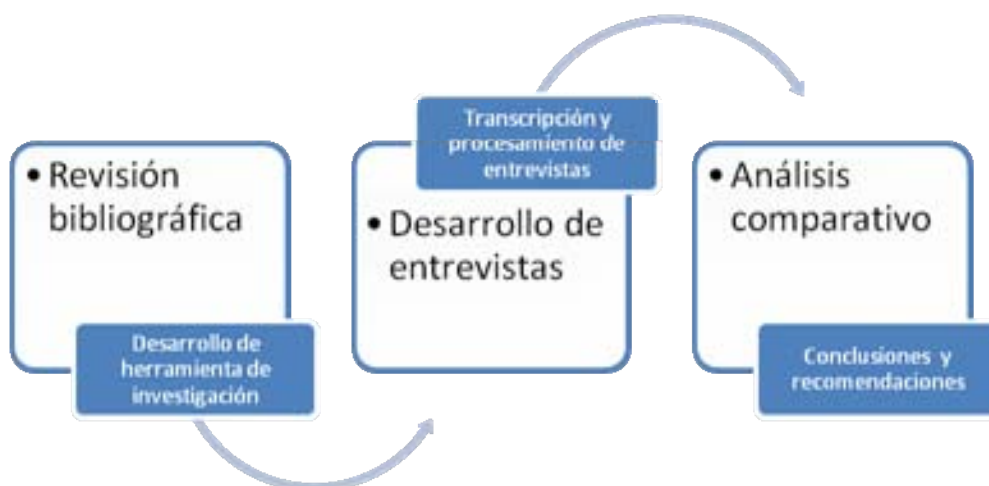 • Revisión
bibliográfica
Desarrollo de
herramienta de
investigación
Transcripción y
procesamiento de
entrevistas
• Desarrollo de
entrevistas
• Análisis
comparativo
Conclusiones y
recomendaciones